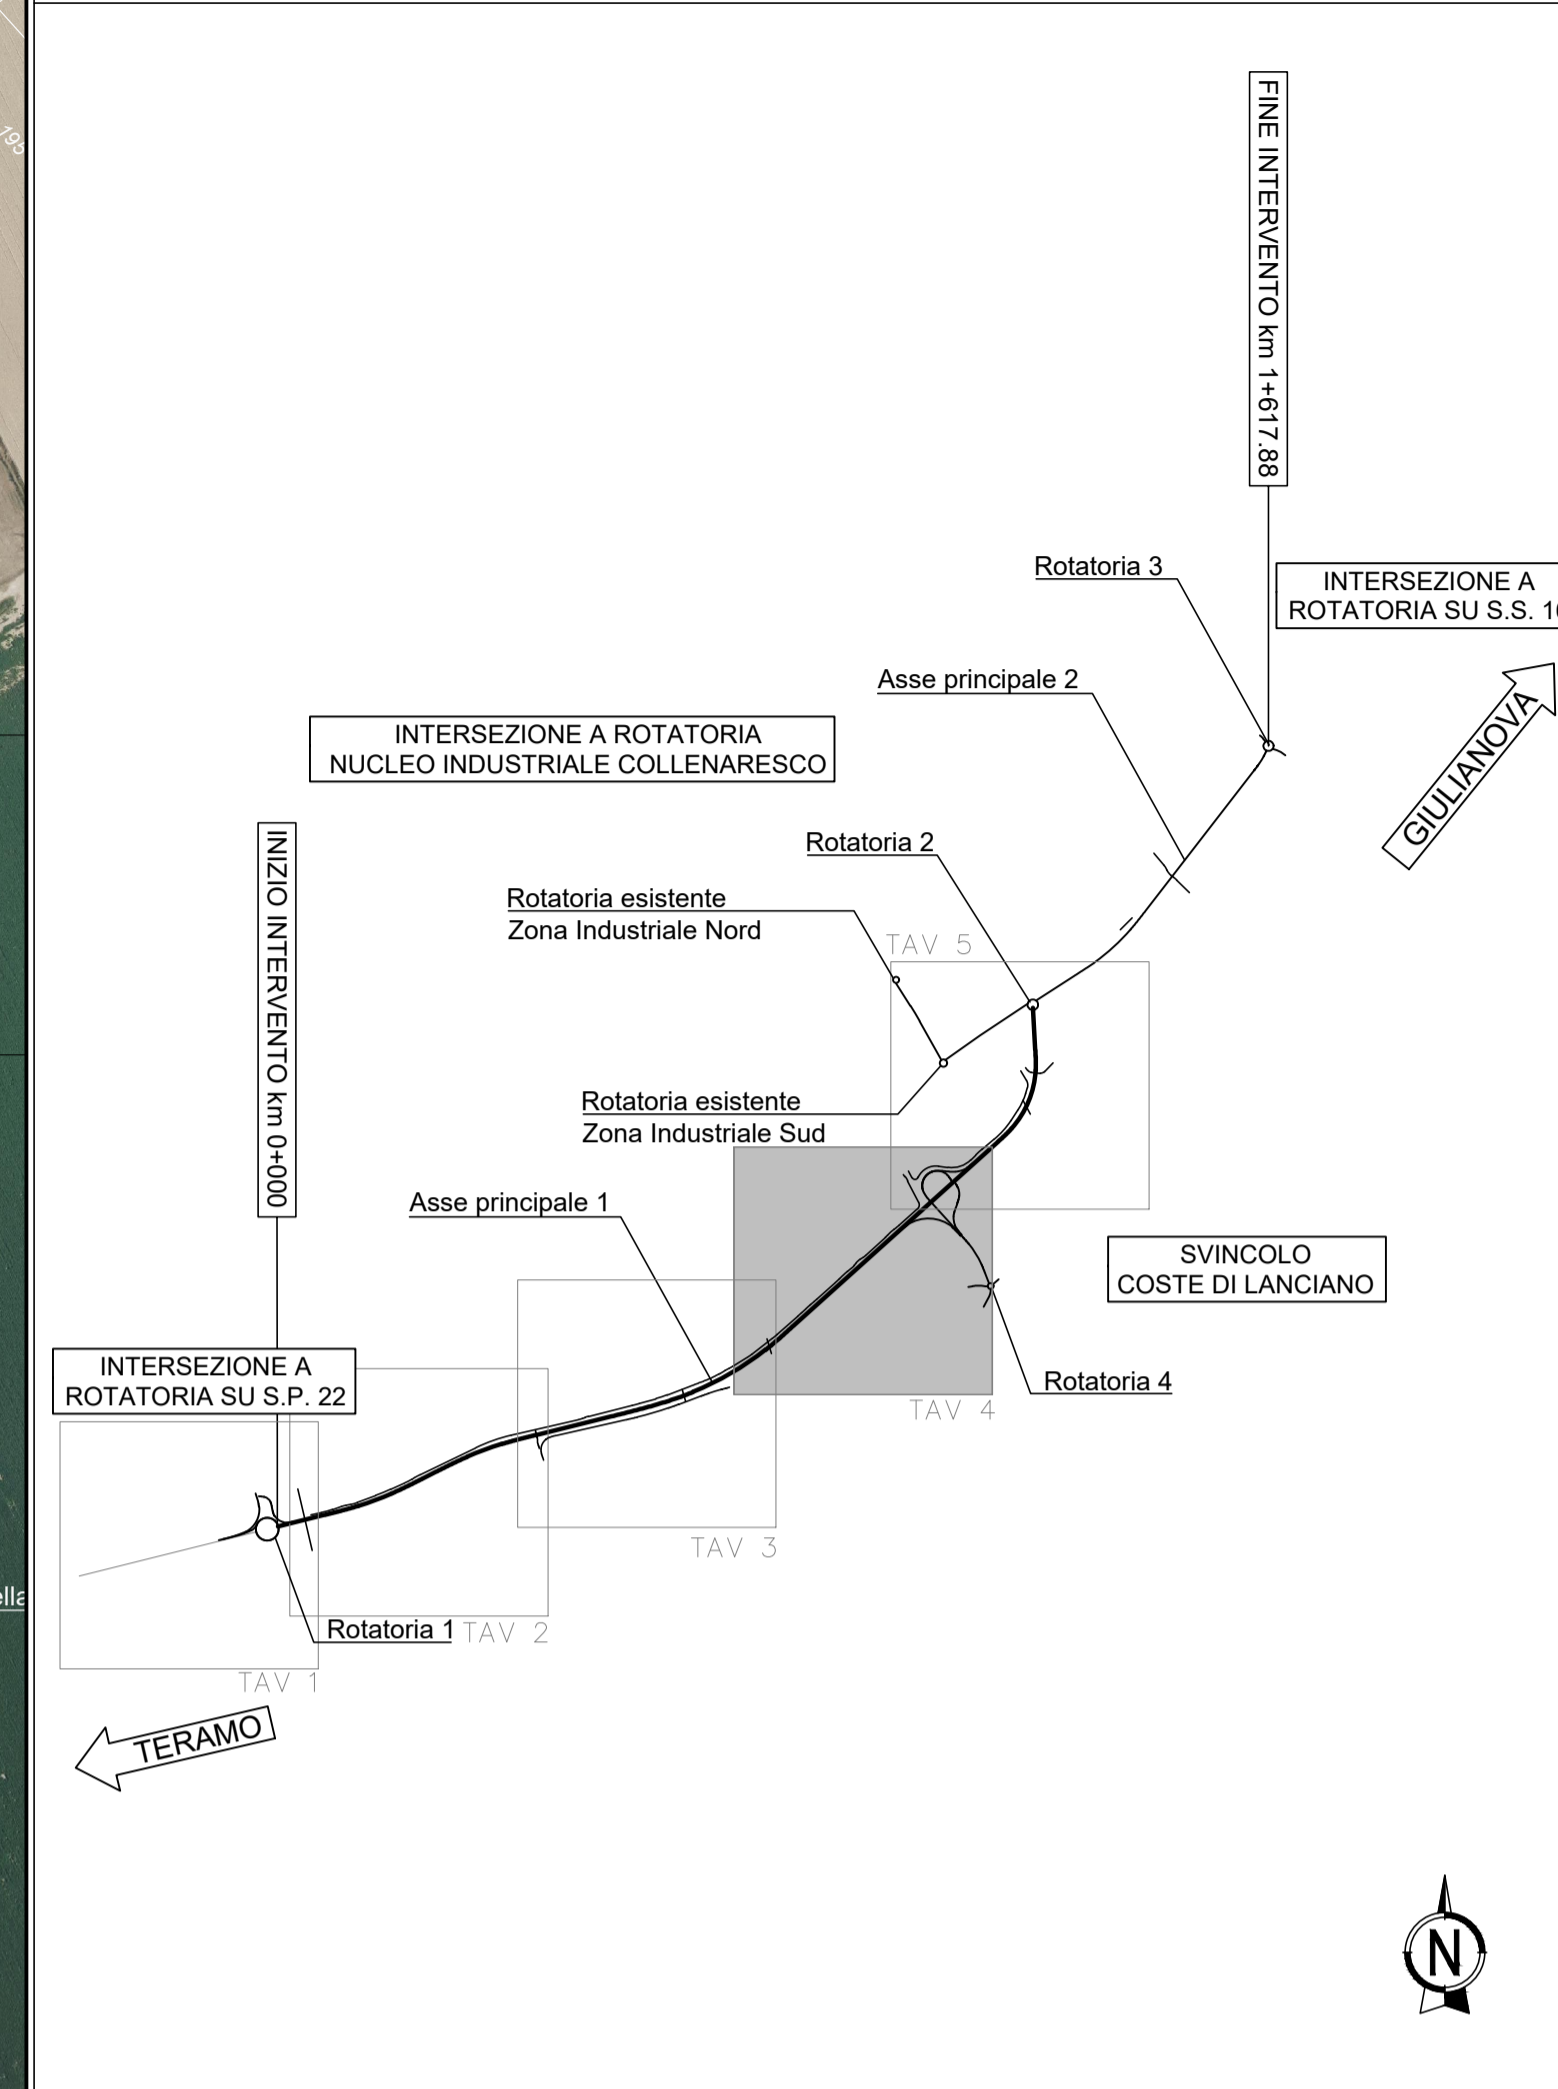 195
FINE INTERVENTO km 1+617.88
Rotatoria 3
INTERSEZIONE A
ROTATORIA SU S.S.
Asse principale 2
GIULIANOVA
INTERSEZIONE A ROTATORIA
NUCLEO INDUSTRIALE COLLENARESCO
INIZIO INTERVENTO km 0+000
Rotatoria 2
Rotatoria esistente
Zona Industriale Nord
TAV 5
Rotatoria esistente
Zona Industriale Sud
Asse principale 1
SVINCOLO
COSTE DI LANCIANO
INTERSEZIONE A
ROTATORIA SU S.P. 22
Rotatoria 4
TAV 4
TAV 3
Rotatoria 1
TAV 2
TAV 1
TERAMO
N